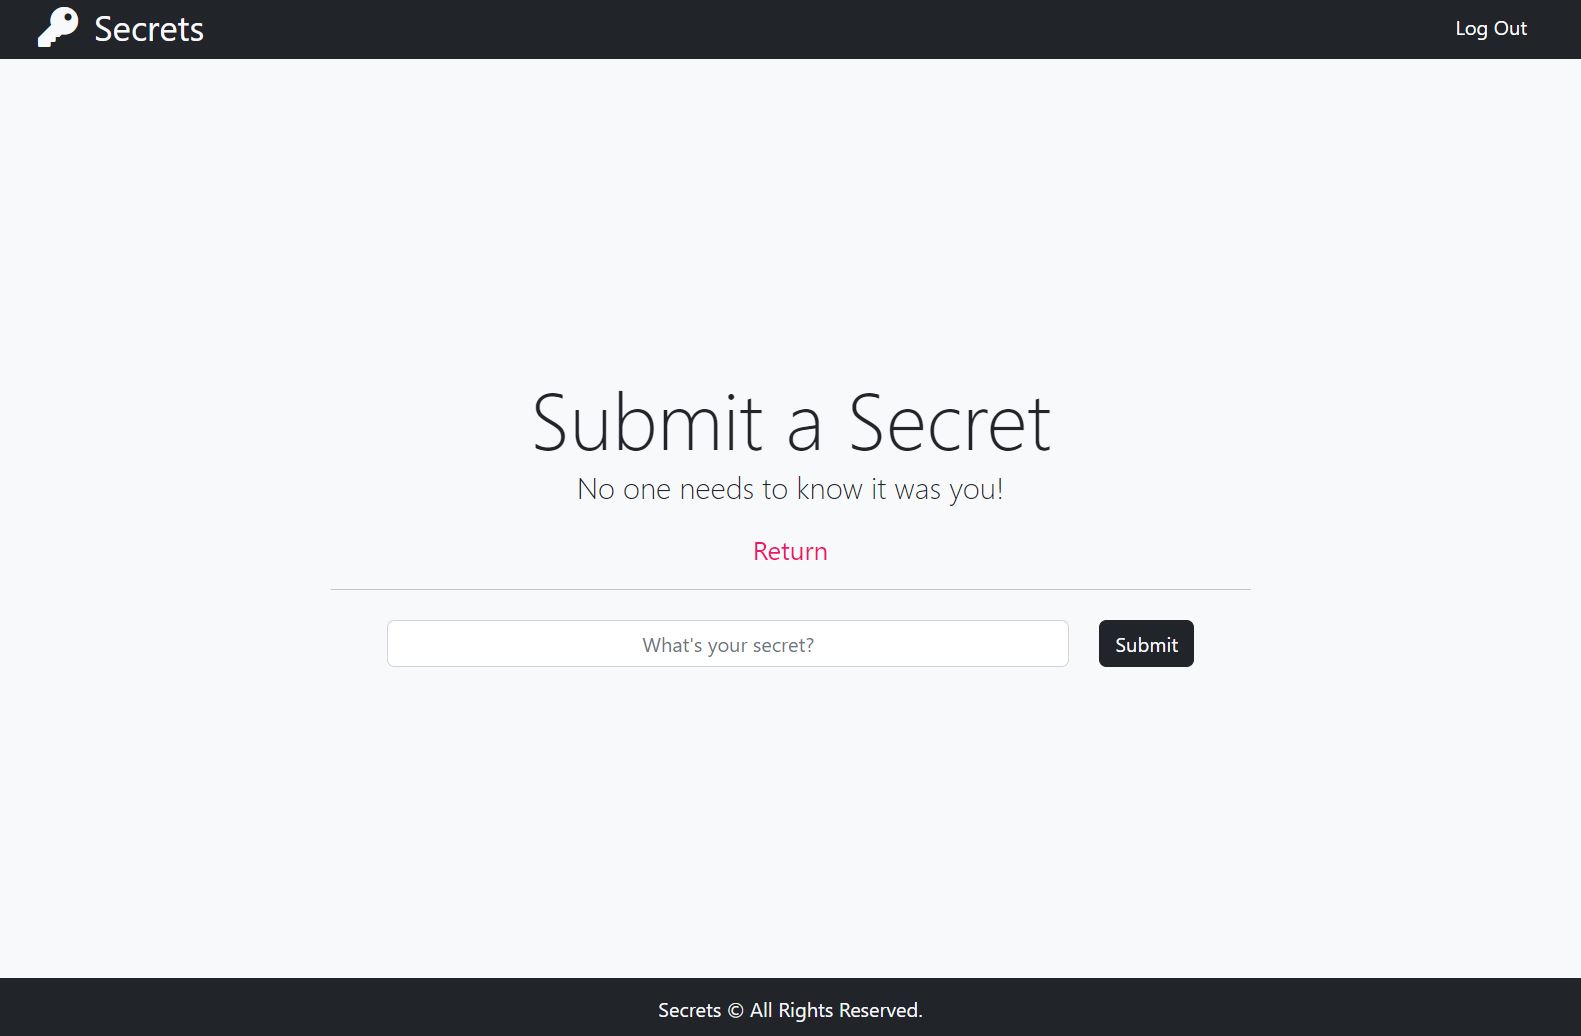 Secrets
Log Out
Submit a Secret
No one needs to know it was you!
Return
What's your secret?
Submit
Secrets © All Rights Reserved.